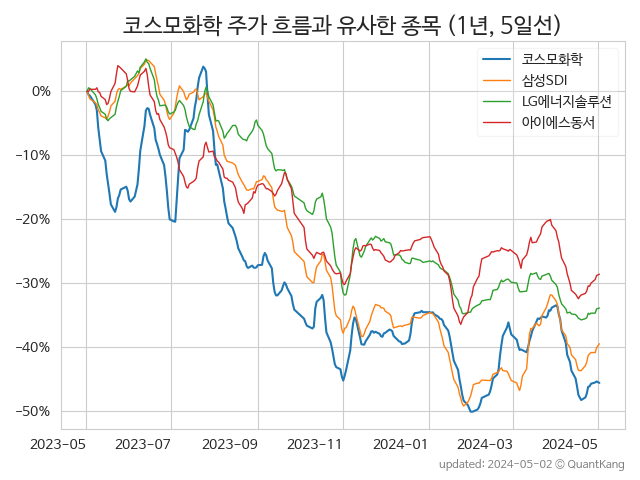 코스모화학 주가 흐름과 유사한 종목 (1년, 5일선)
코스모화학
삼성SDI
LG에너지솔루션
아이에스동서
0%
−10%
−20%
−30%
−40%
−50%
2023-05 2023-07 2023-09 2023-11 2024-01 2024-03 2024-05
updated: 2024-05-02 © QuantKang